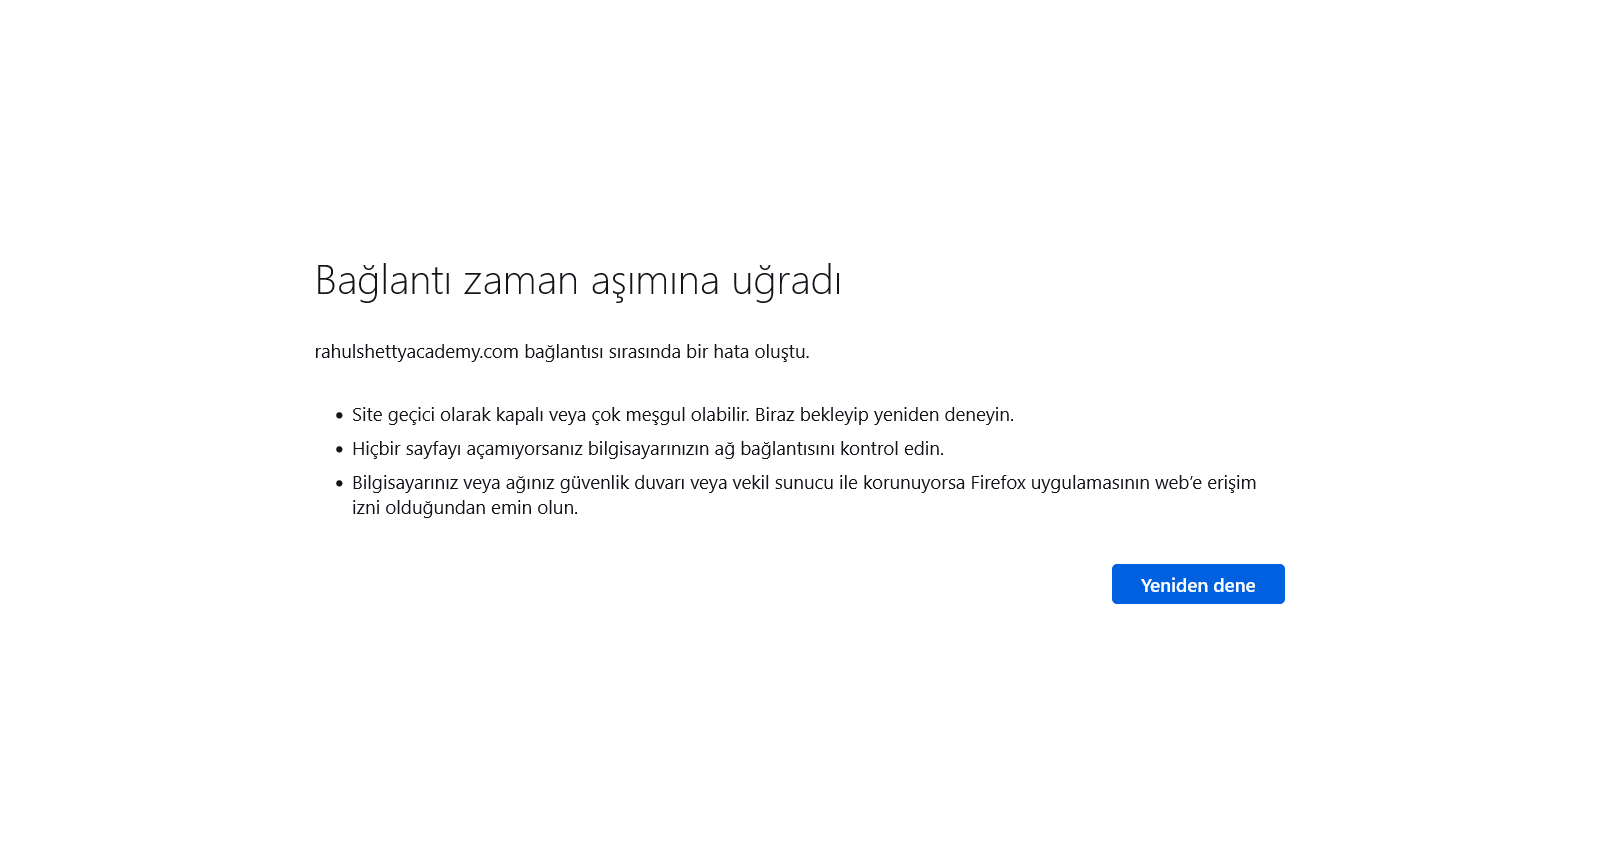 Bağlantı zaman aşımına uğradı
rahulshettyacademy.com bağlantısı sırasında bir hata oluştu.
• Site geçici olarak kapalı veya çok meşgul olabilir. Biraz bekleyip yeniden deneyin.
• Hiçbir sayfayı açamıyorsanız bilgisayarınızın ağ bağlantısını kontrol edin.
• Bilgisayarınız veya ağınız güvenlik duvarı veya vekil sunucu ile korunuyorsa Firefox uygulamasının web’e erişim
izni olduğundan emin olun.
Yeniden dene